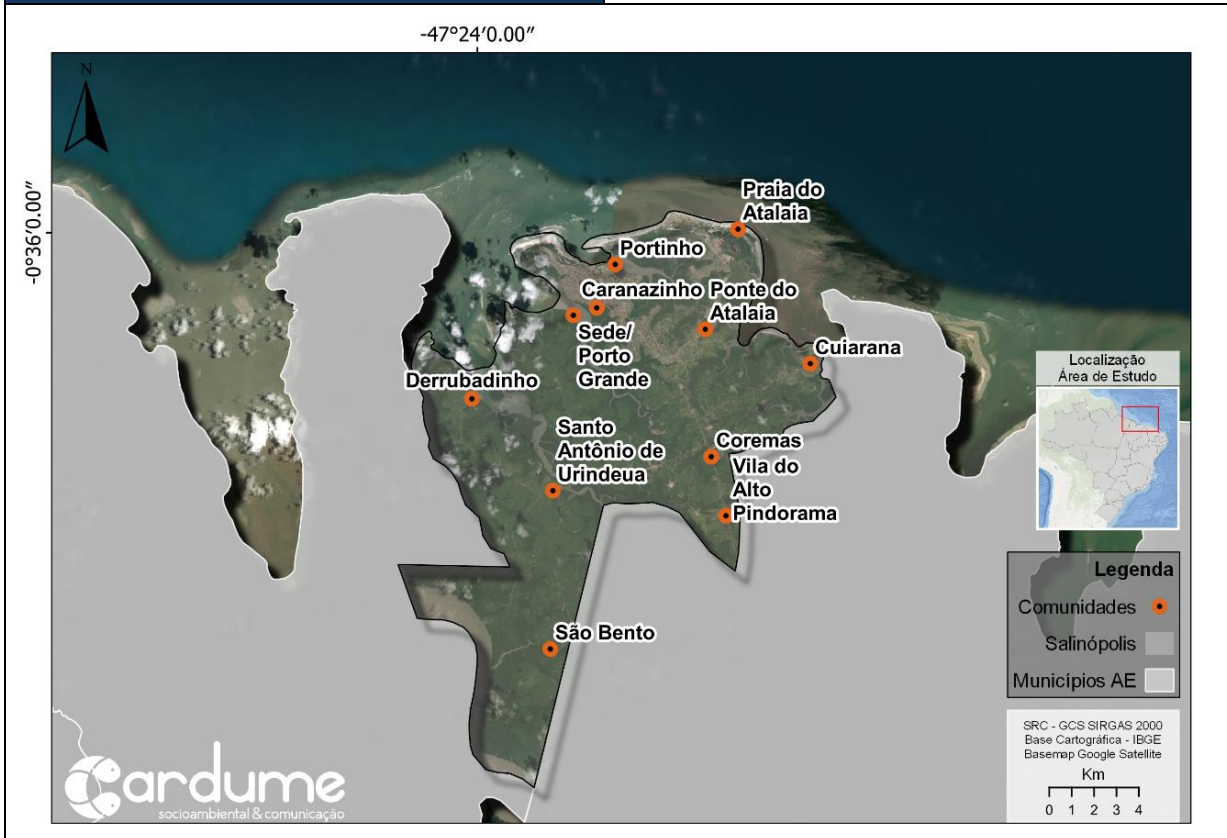 -47°24′0.00″
N
-0°36′0.00″
Praia do
Atalaia
Portinho
Caranazinho
Ponte do
Atalaia
Sede/
Porto
Grande
Cuiarana
Derrubadinho
Santo
Antônio de
Urindeua
Coremas
Vila do
Alto
Pindorama
São Bento
Localização
Área de Estudo
Legenda
Comunidades
Salinópolis
Municípios AE
SRC - GCS SIRGAS 2000
Base Cartográfica - IBGE
Basemap Google Satellite
Km
0 1 2 3 4
Cardume
socioambiental & comunicação